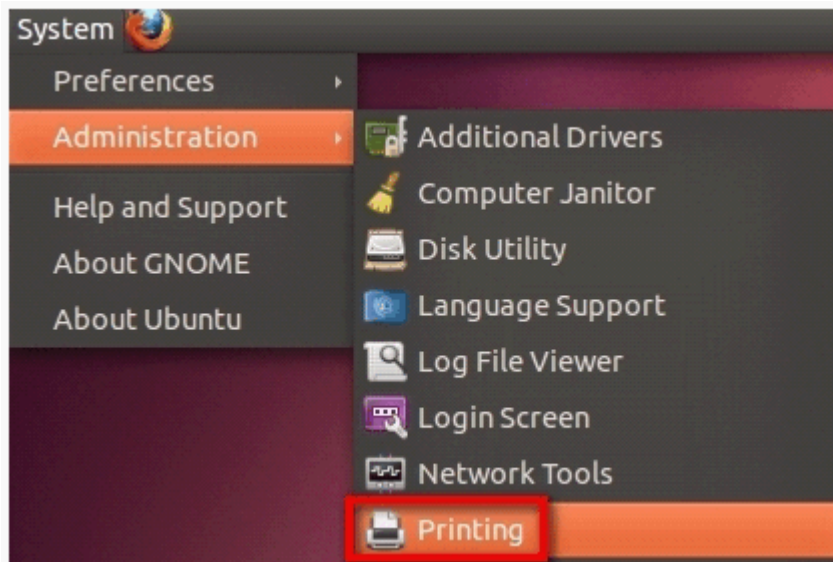 System
Preferences
Administration
Help and Support
About GNOME
About Ubuntu
Additional Drivers
Computer Janitor
Disk Utility
Language Support
Log File Viewer
Login Screen
Network Tools
Printing